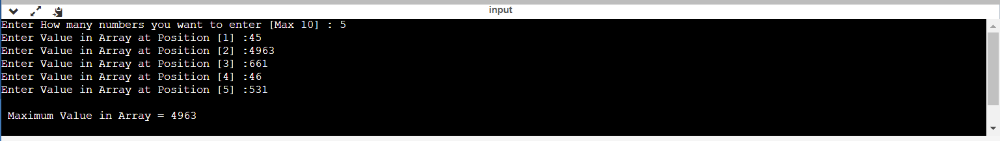 input
Enter How many numbers you want to enter [Max 10] : 5
Enter Value in Array at Position [1] :45
Enter Value in Array at Position [2] :4963
Enter Value in Array at Position [3] :661
Enter Value in Array at Position [4] :46
Enter Value in Array at Position [5] :531
Maximum Value in Array = 4963